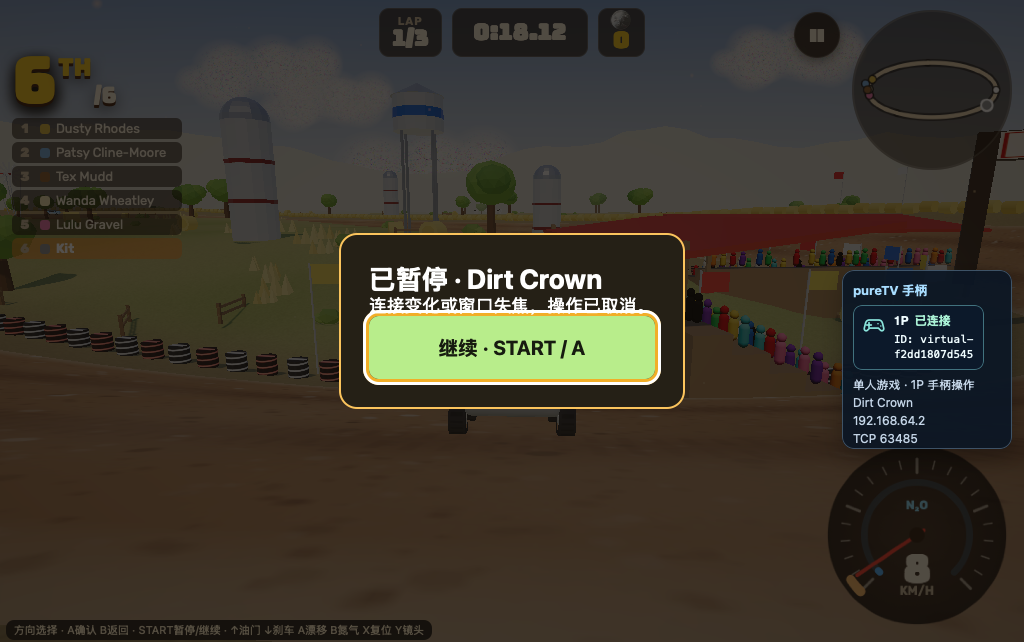 LAP
1/3
0:18.12
0
6TH
/6
1 Dusty Rhodes
2 Patsy Cline-Moore
3 Tex Mudd
4 Wanda Wheatley
5 Lulu Gravel
6 Kit
已暂停 · Dirt Crown
连接变化或窗口失焦，操作已取消。
继续 · START / A
pureTV 手柄
1P 已连接
ID: virtual-
f2dd1807d545
单人游戏 · 1P 手柄操作
Dirt Crown
192.168.64.2
TCP 63485
N2O
8
KM/H
方向选择 · A确认 B返回 · START暂停/继续 · ↑油门 ↓刹车 A漂移 B氮气 X复位 Y镜头